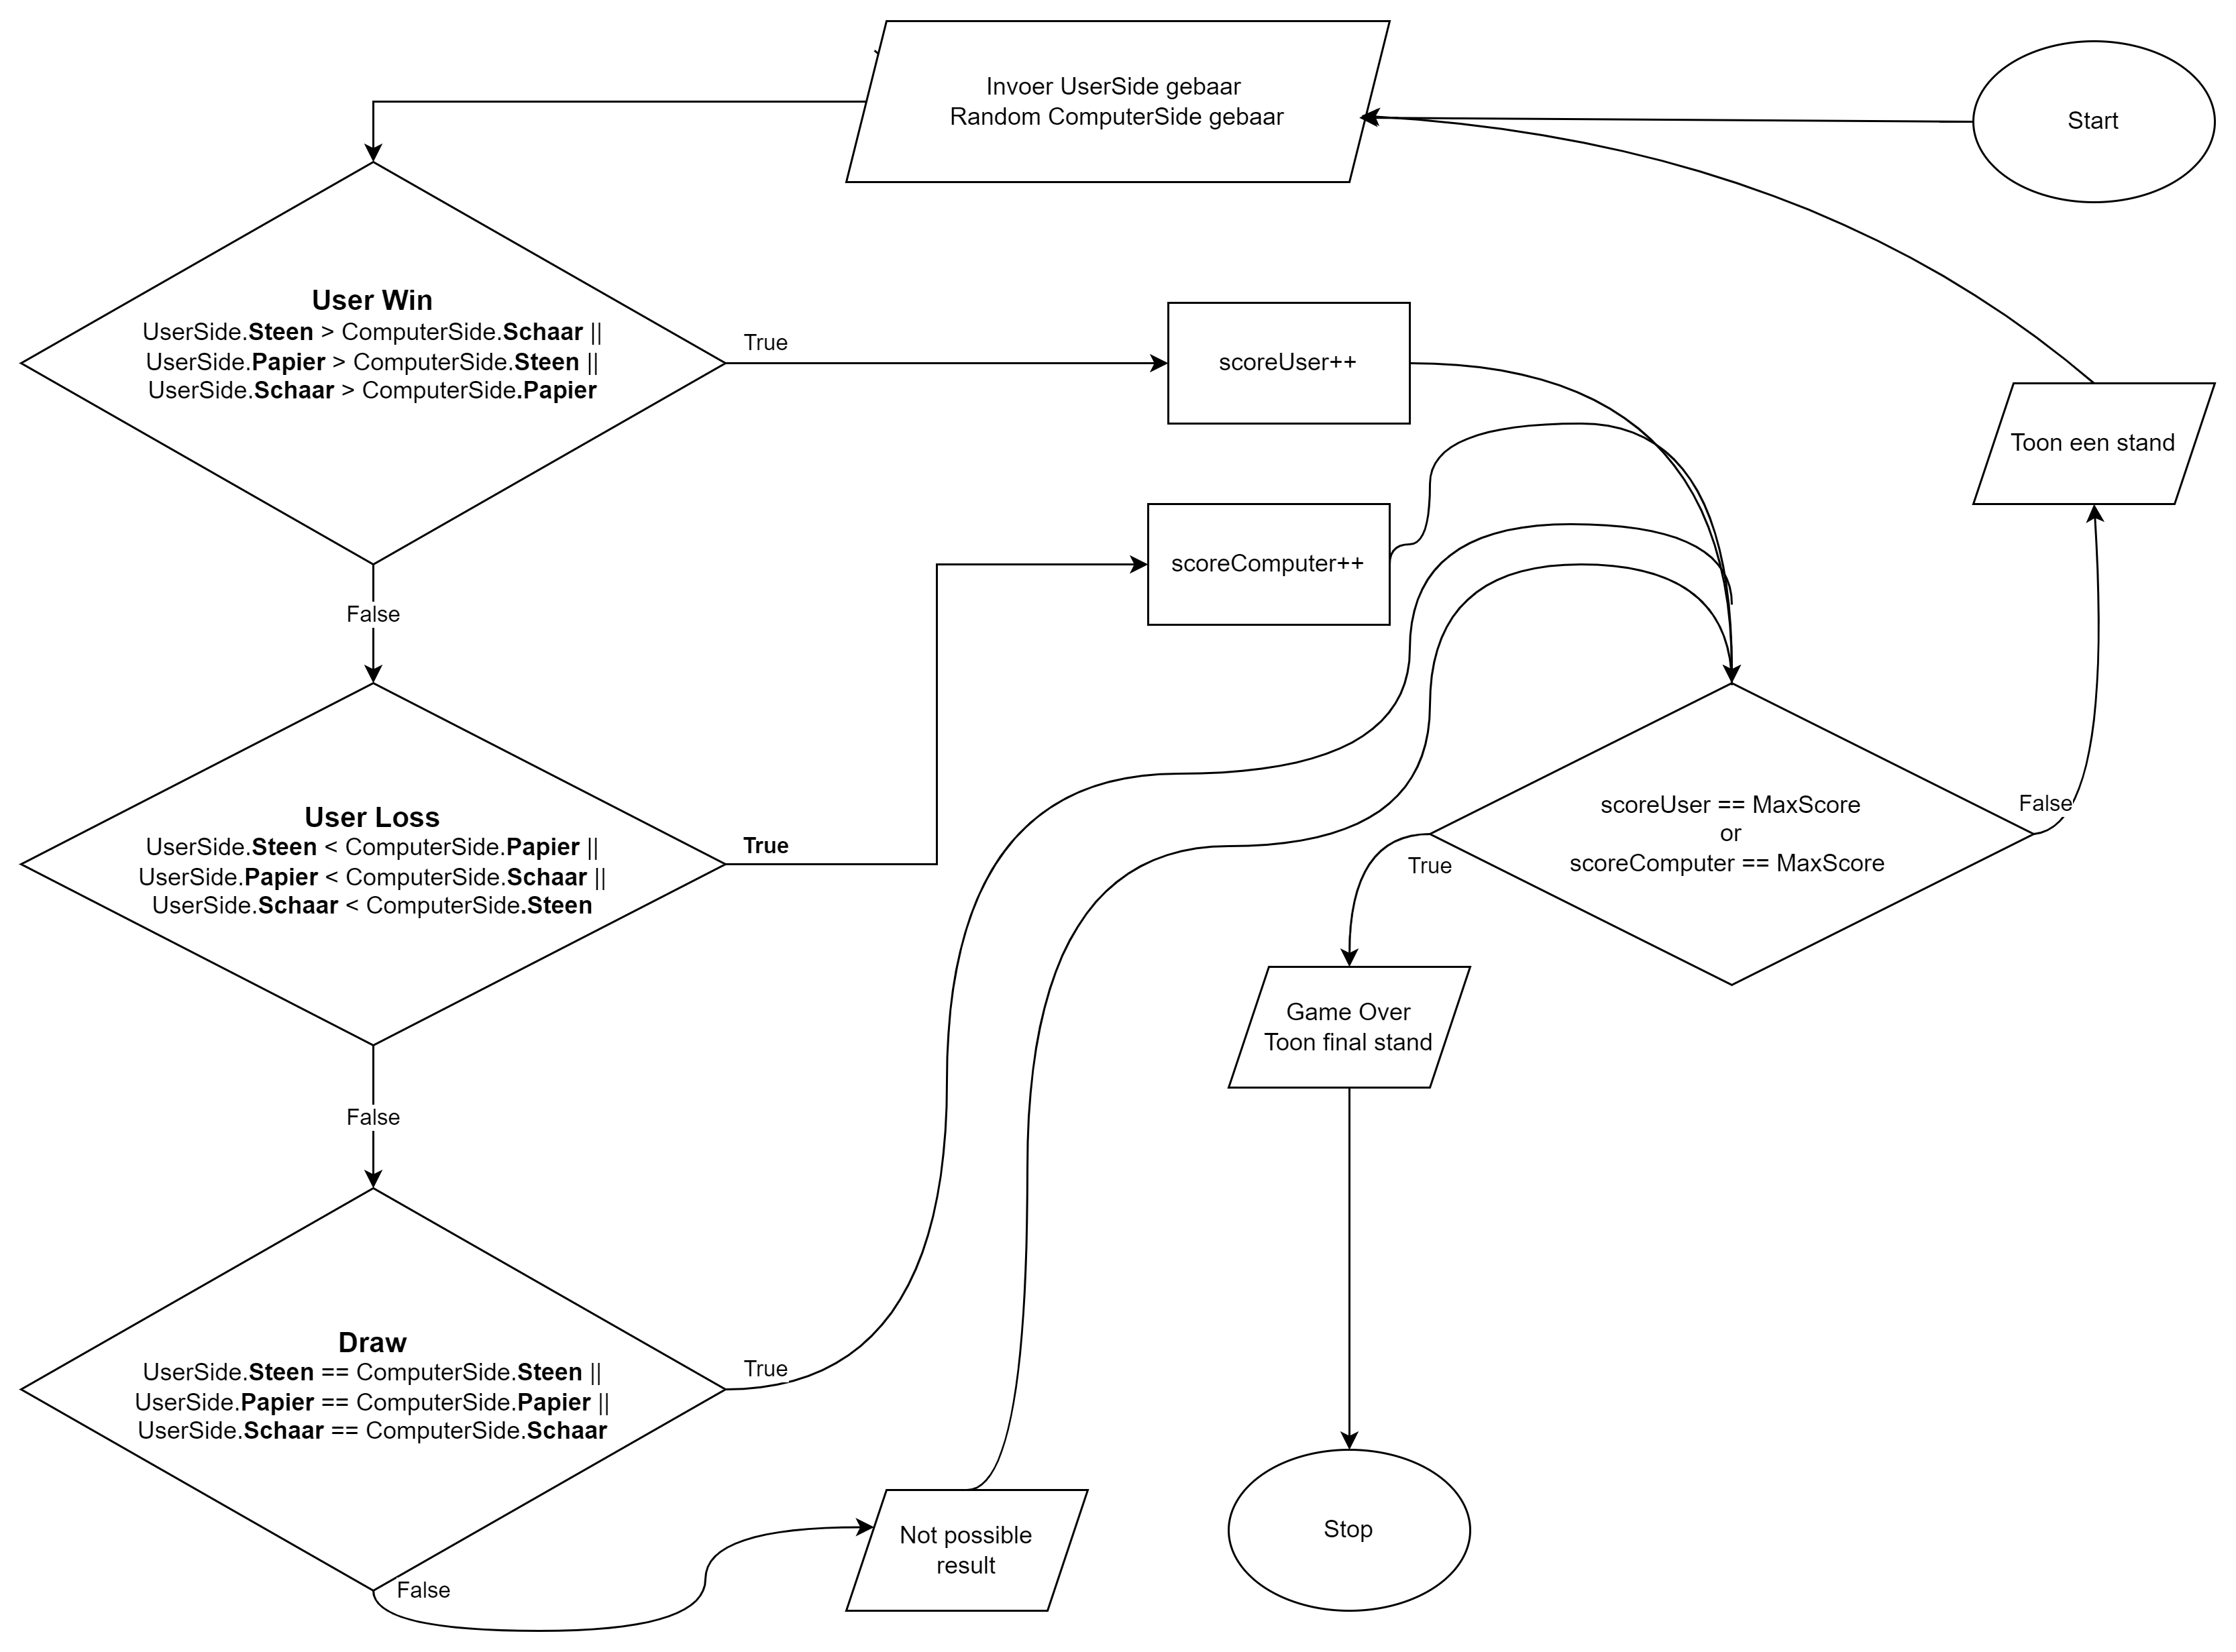 Invoer UserSide gebaar
Random ComputerSide gebaar
Start
User Win
UserSide.Steen > ComputerSide.Schaar ||
UserSide.Papier > ComputerSide.Steen ||
UserSide.Schaar > ComputerSide.Papier
True
scoreUser++
Toon een stand
scoreComputer++
False
User Loss
UserSide.Steen < ComputerSide.Papier ||
UserSide.Papier < ComputerSide.Schaar ||
UserSide.Schaar < ComputerSide.Steen
True
scoreUser == MaxScore
or
scoreComputer == MaxScore
False
True
Game Over
Toon final stand
False
Draw
UserSide.Steen == ComputerSide.Steen ||
UserSide.Papier == ComputerSide.Papier ||
UserSide.Schaar == ComputerSide.Schaar
True
False
Not possible
result
Stop